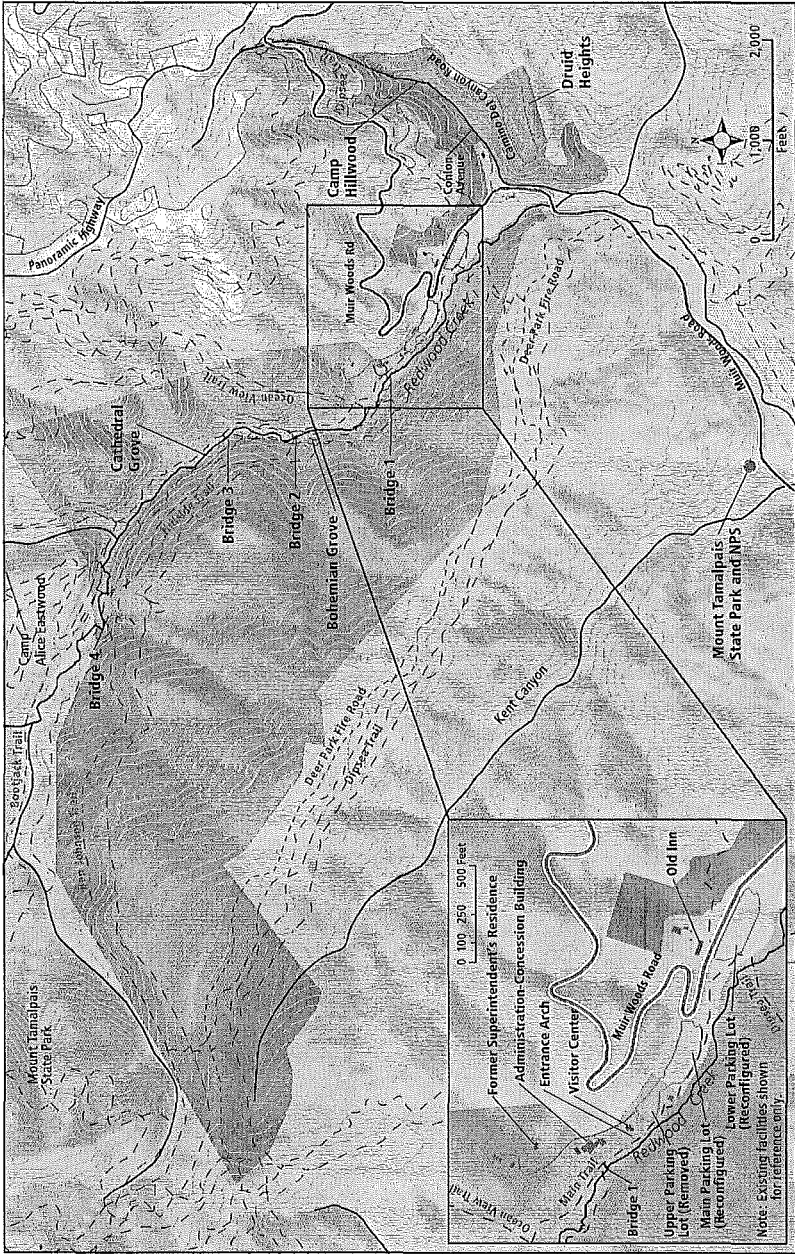 Mount Tamalpais
State Park
Bootjack Trail
Ben Johnson Trail
Camp
Alice Eastwood
Bridge 4
Cathedral
Grove
Hillside Trail
Bridge 3
Bridge 2
Bohemian Grove
Bridge 1
Ocean View Trail
Panoramic Highway
Muir Woods Rd
Redwood Creek
Camp
Hillwood
Dipsea Trail
Conlon
Avenue
Camino Del Canyon Road
Druid
Heights
Deer Park Fire Road
Dipsea Trail
Deer Park Fire Road
Kent Canyon
Muir Woods Road
Mount Tamalpais
State Park and NPS
N
0 1,000 2,000
Feet
0 100 250 500 Feet
Former Superintendent's Residence
Administration-Concession Building
Entrance Arch
Visitor Center
Muir Woods Road
Old Inn
Ocean View Trail
Main Trail
Bridge 1
Redwood Creek
Upper Parking
Lot (Removed)
Main Parking Lot
(Reconfigured)
Lower Parking Lot
(Reconfigured)
Dipsea Trail
Note: Existing facilities shown
for reference only.